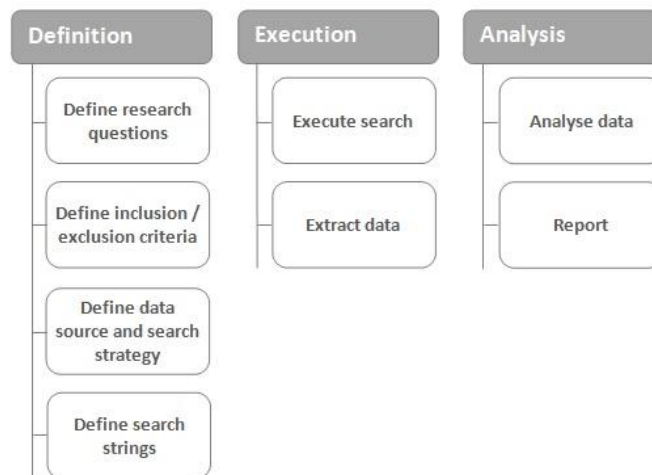 Definition
Define research
questions
Define inclusion /
exclusion criteria
Define data
source and search
strategy
Define search
strings
Execution
Execute search
Extract data
Analysis
Analyse data
Report